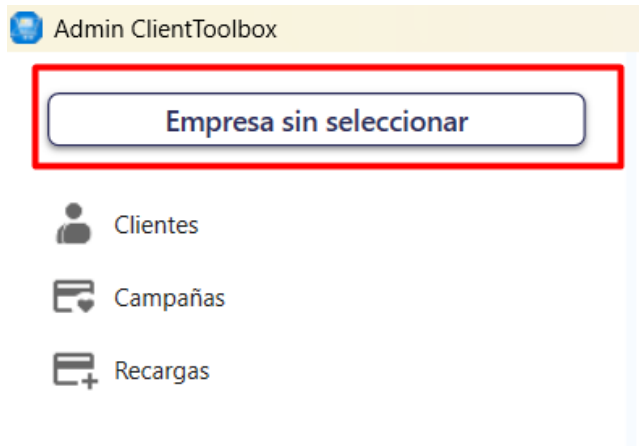 Admin ClientToolbox
Empresa sin seleccionar
Clientes
Campañas
Recargas